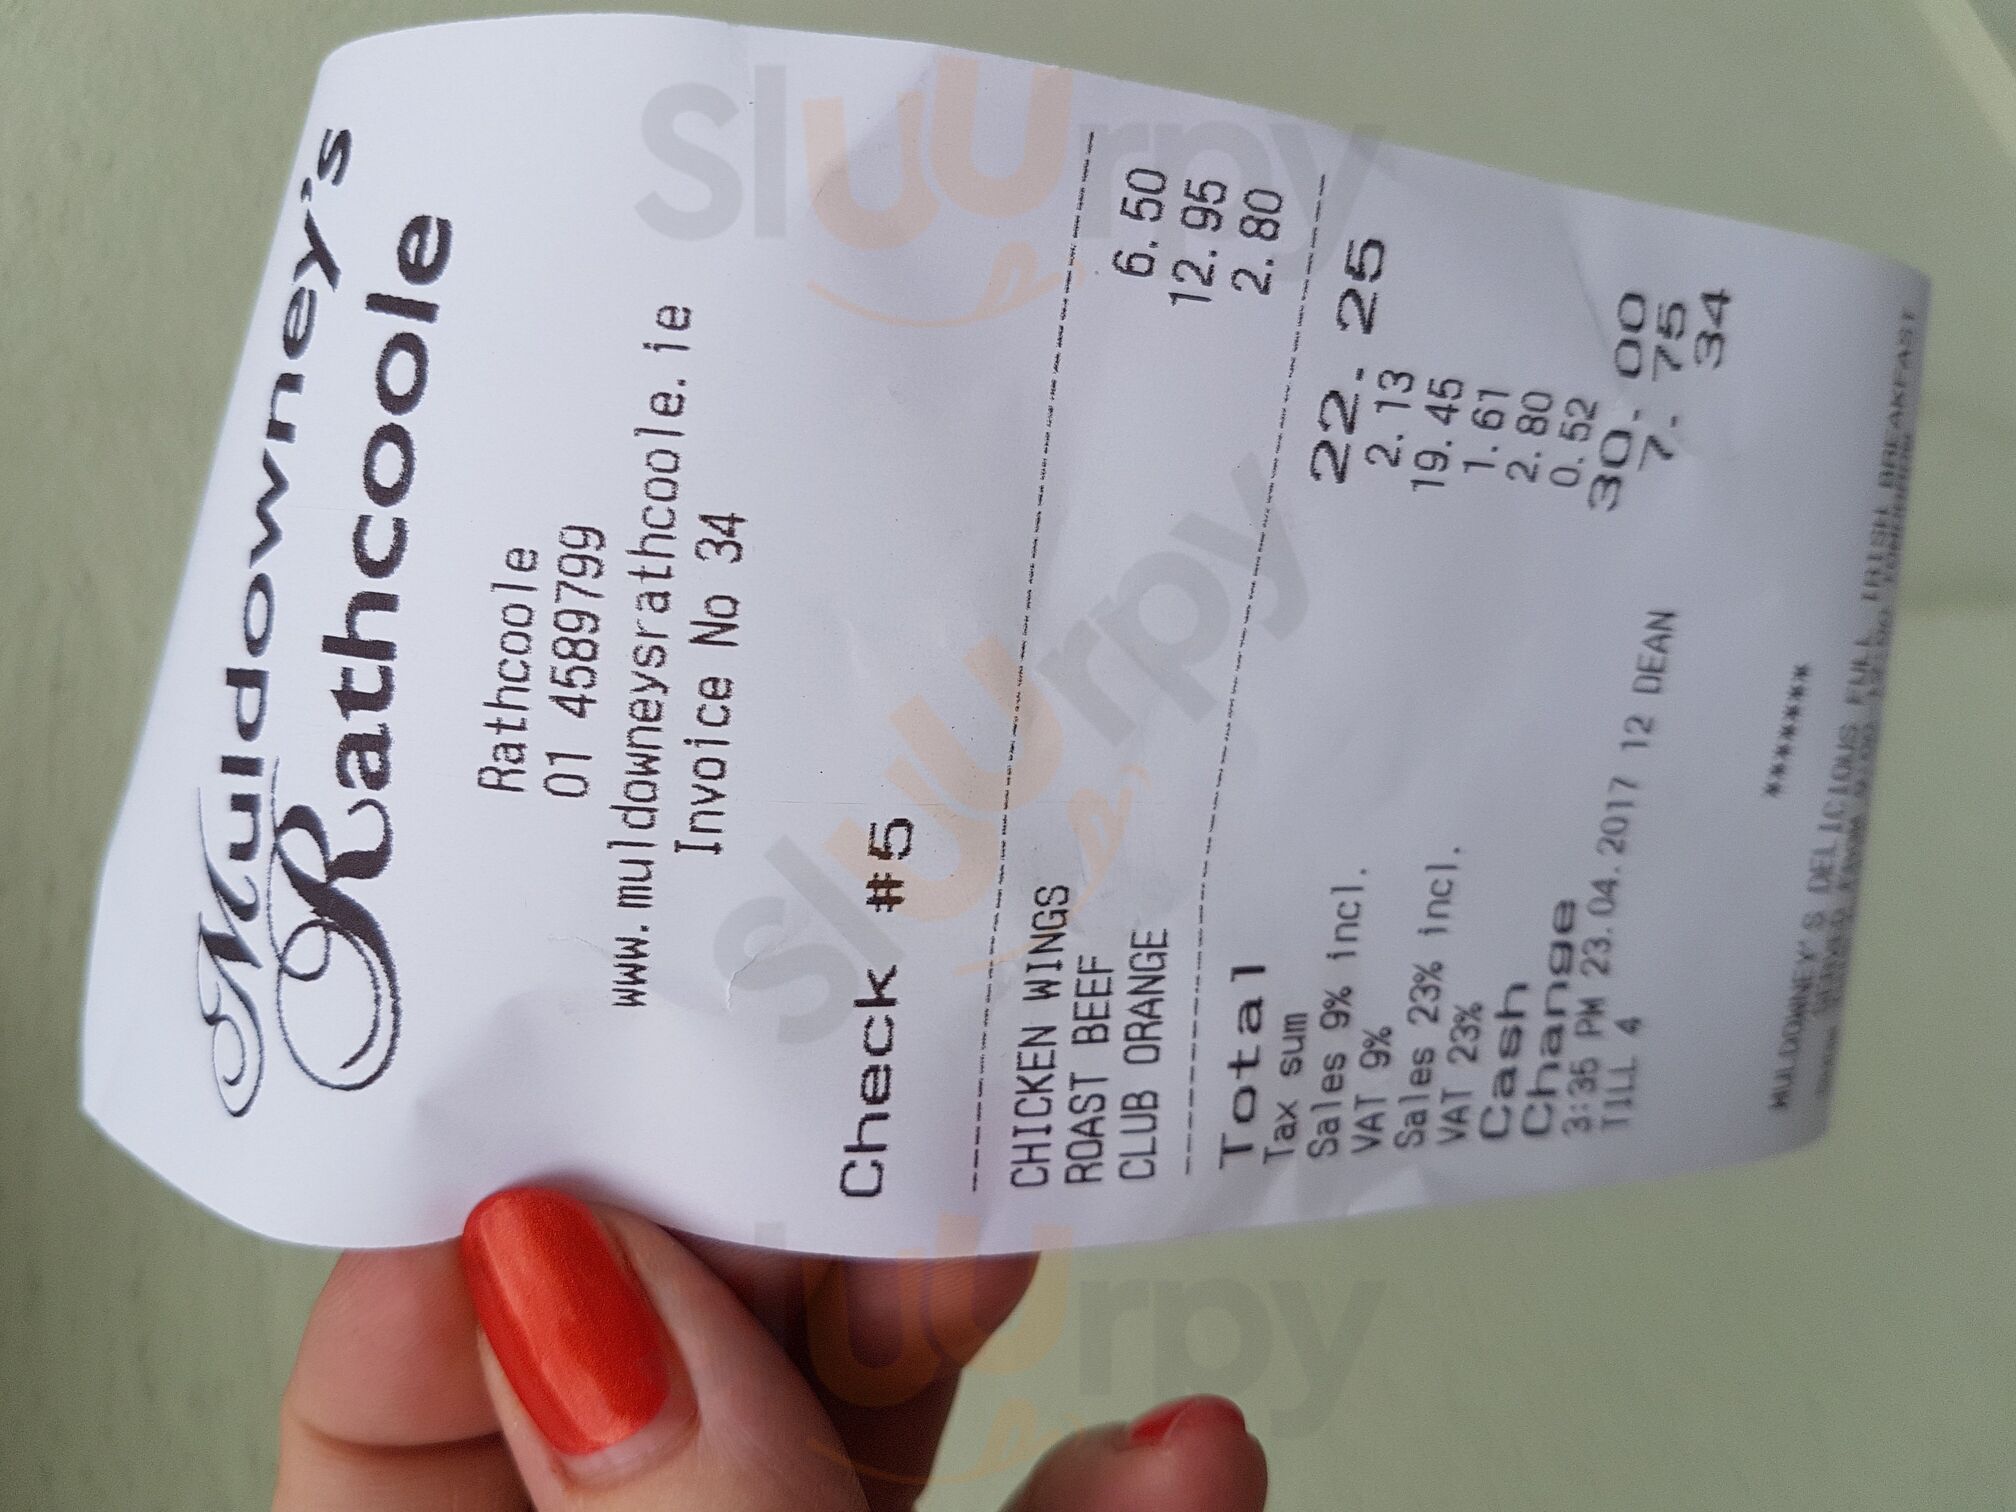 Muldowney's
Rathcoole
Rathcoole
01 4589799
www.muldowneysrathcoole.ie
Invoice No 34
Check #5
CHICKEN WINGS 6.50
ROAST BEEF 12.95
CLUB ORANGE 2.80
Total 22.25
Tax sum 2.13
Sales 9% incl. 19.45
VAT 9% 1.61
Sales 23% incl. 2.80
VAT 23% 0.52
Cash 30.00
Change 7.75
3:35 PM 23.04.2017 12 DEAN
TILL 4 34
********
MULDOWNEY'S DELICIOUS FULL IRISH BREAKFAST
sluurpy
sluurpy
sluurpy